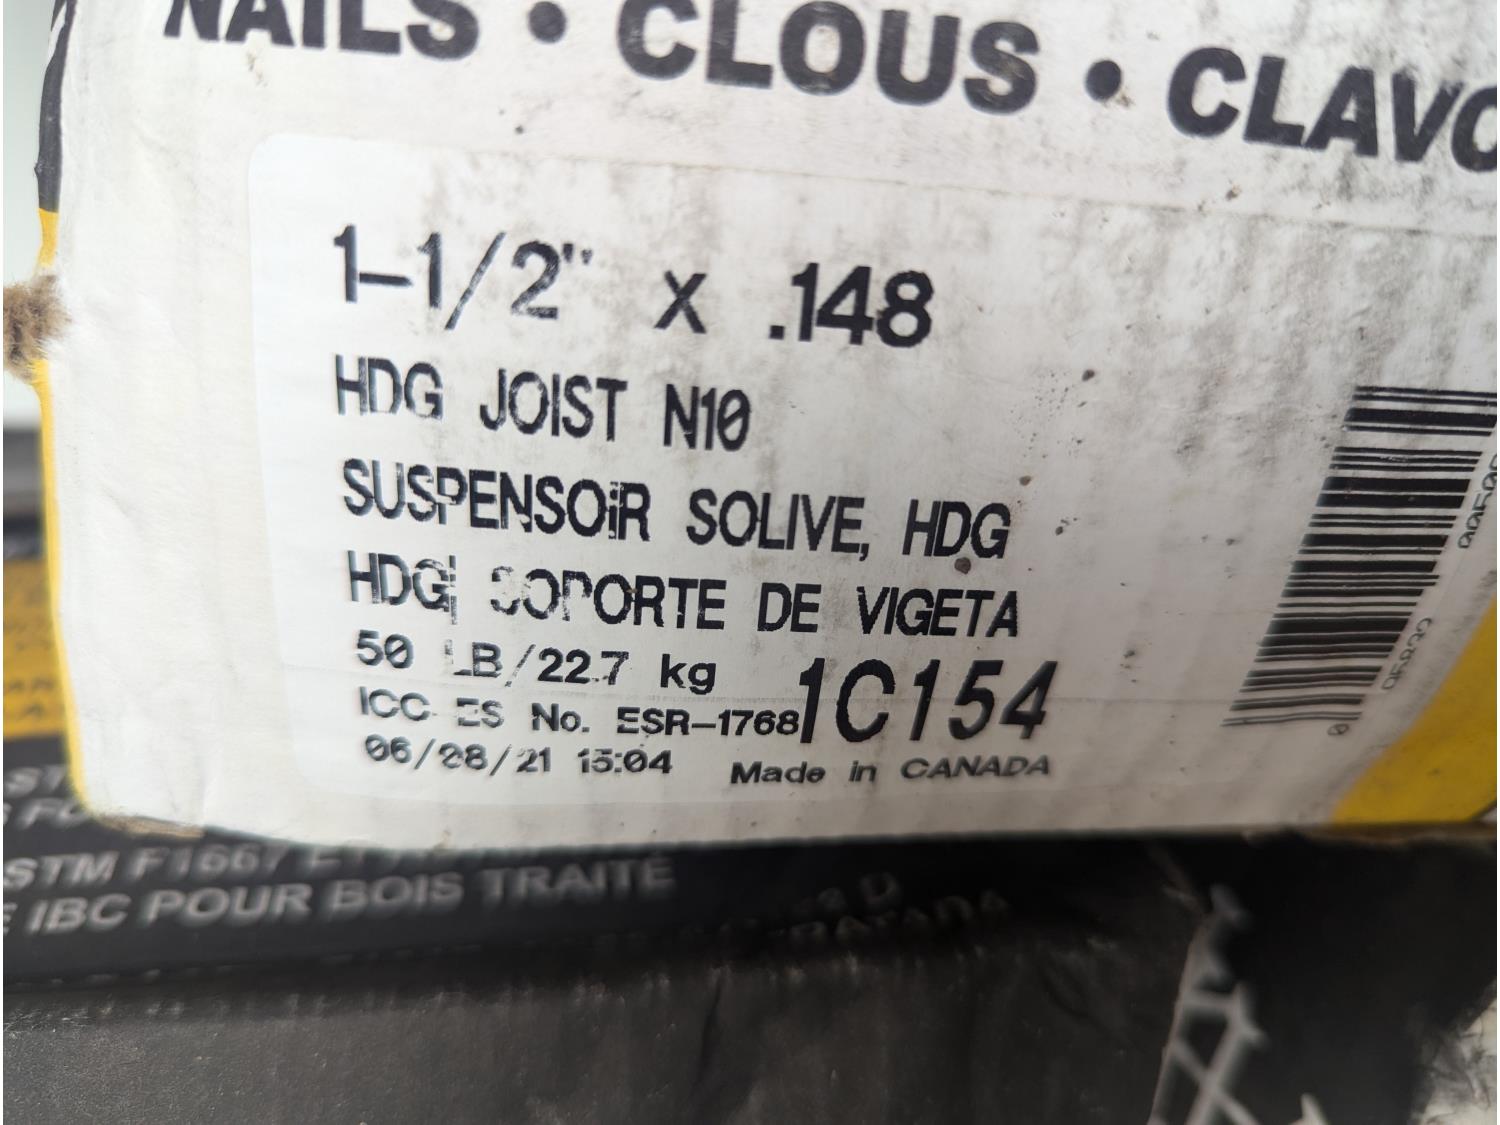 NAILS • CLOUS • CLAVO
1-1/2" x .148
HDG JOIST N10
SUSPENSOiR SOLIVE, HDG
HDG SOPORTE DE VIGETA
50 LB/22.7 kg
1C154
ICC-ES No. ESR-1768
06/28/21 15:04
Made in CANADA
ASTM F1667 ET
IBC POUR BOIS TRAITÉ